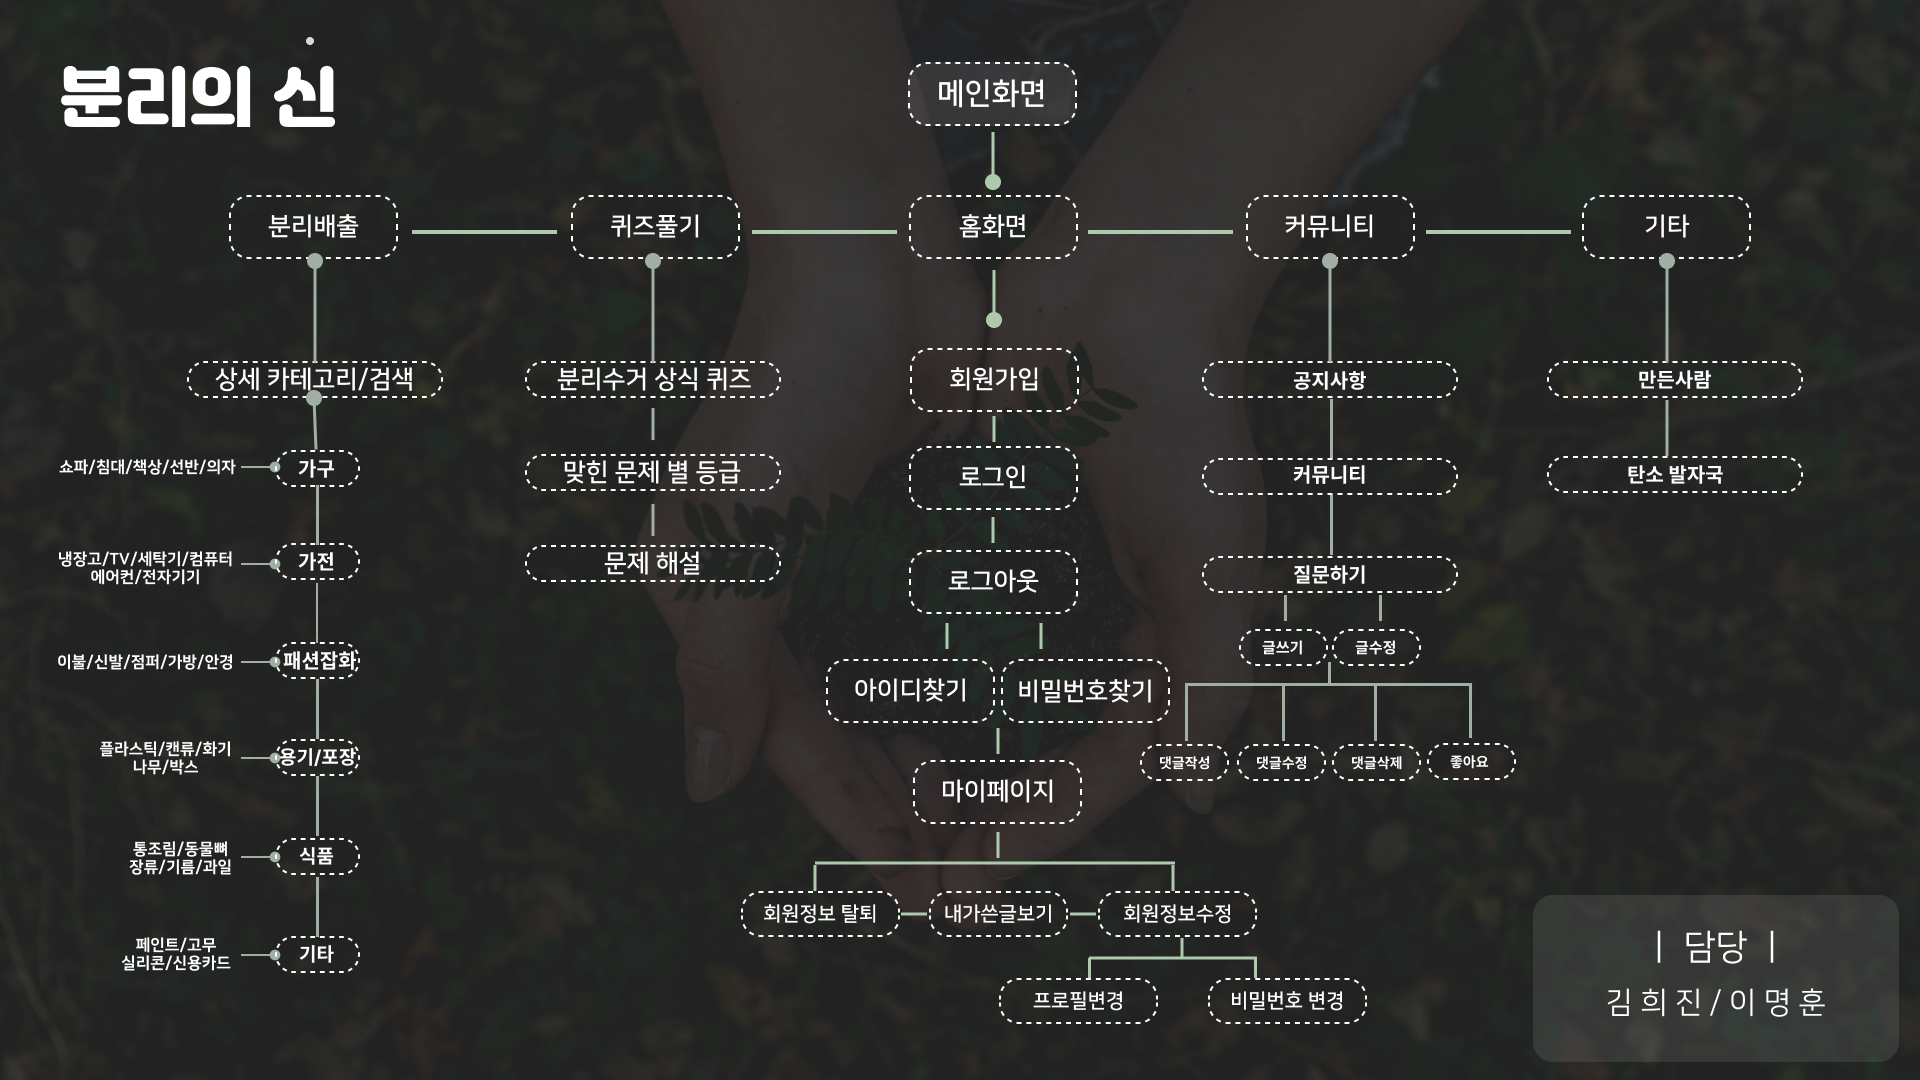 분리의 신
메인화면
분리배출
퀴즈풀기
홈화면
커뮤니티
기타
상세 카테고리/검색
분리수거 상식 퀴즈
회원가입
공지사항
만든사람
쇼파/침대/책상/선반/의자
가구
맞힌 문제 별 등급
로그인
커뮤니티
탄소 발자국
냉장고/TV/세탁기/컴퓨터
에어컨/전자기기
가전
문제 해설
로그아웃
질문하기
글쓰기
글수정
이불/신발/점퍼/가방/안경
패션잡화
아이디찾기
비밀번호찾기
플라스틱/캔류/화기
나무/박스
용기/포장
마이페이지
댓글작성
댓글수정
댓글삭제
좋아요
통조림/동물뼈
장류/기름/과일
식품
회원정보 탈퇴
내가쓴글보기
회원정보수정
페인트/고무
실리콘/신용카드
기타
프로필변경
비밀번호 변경
| 담당 |
김희진/이명훈